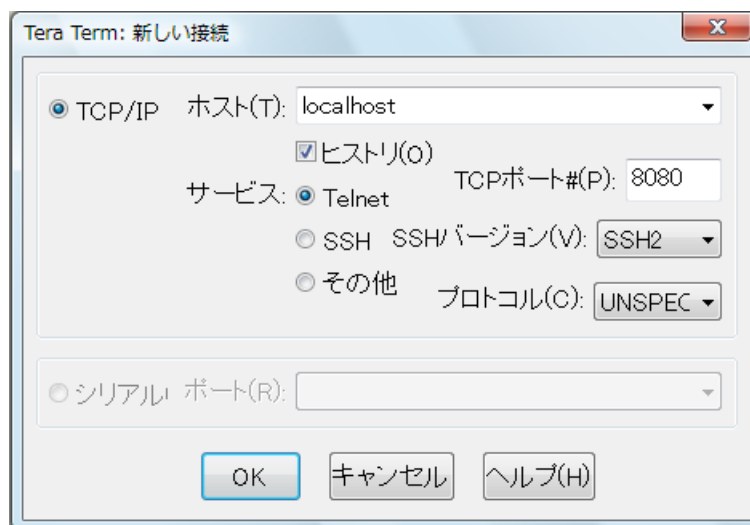 Tera Term: 新しい接続
TCP/IP ホスト(T): localhost
ヒストリ(O)
サービス: Telnet TCPポート#(P): 8080
SSH SSHバージョン(V): SSH2
その他 プロトコル(C): UNSPEC
シリアル ポート(R):
OK キャンセル ヘルプ(H)